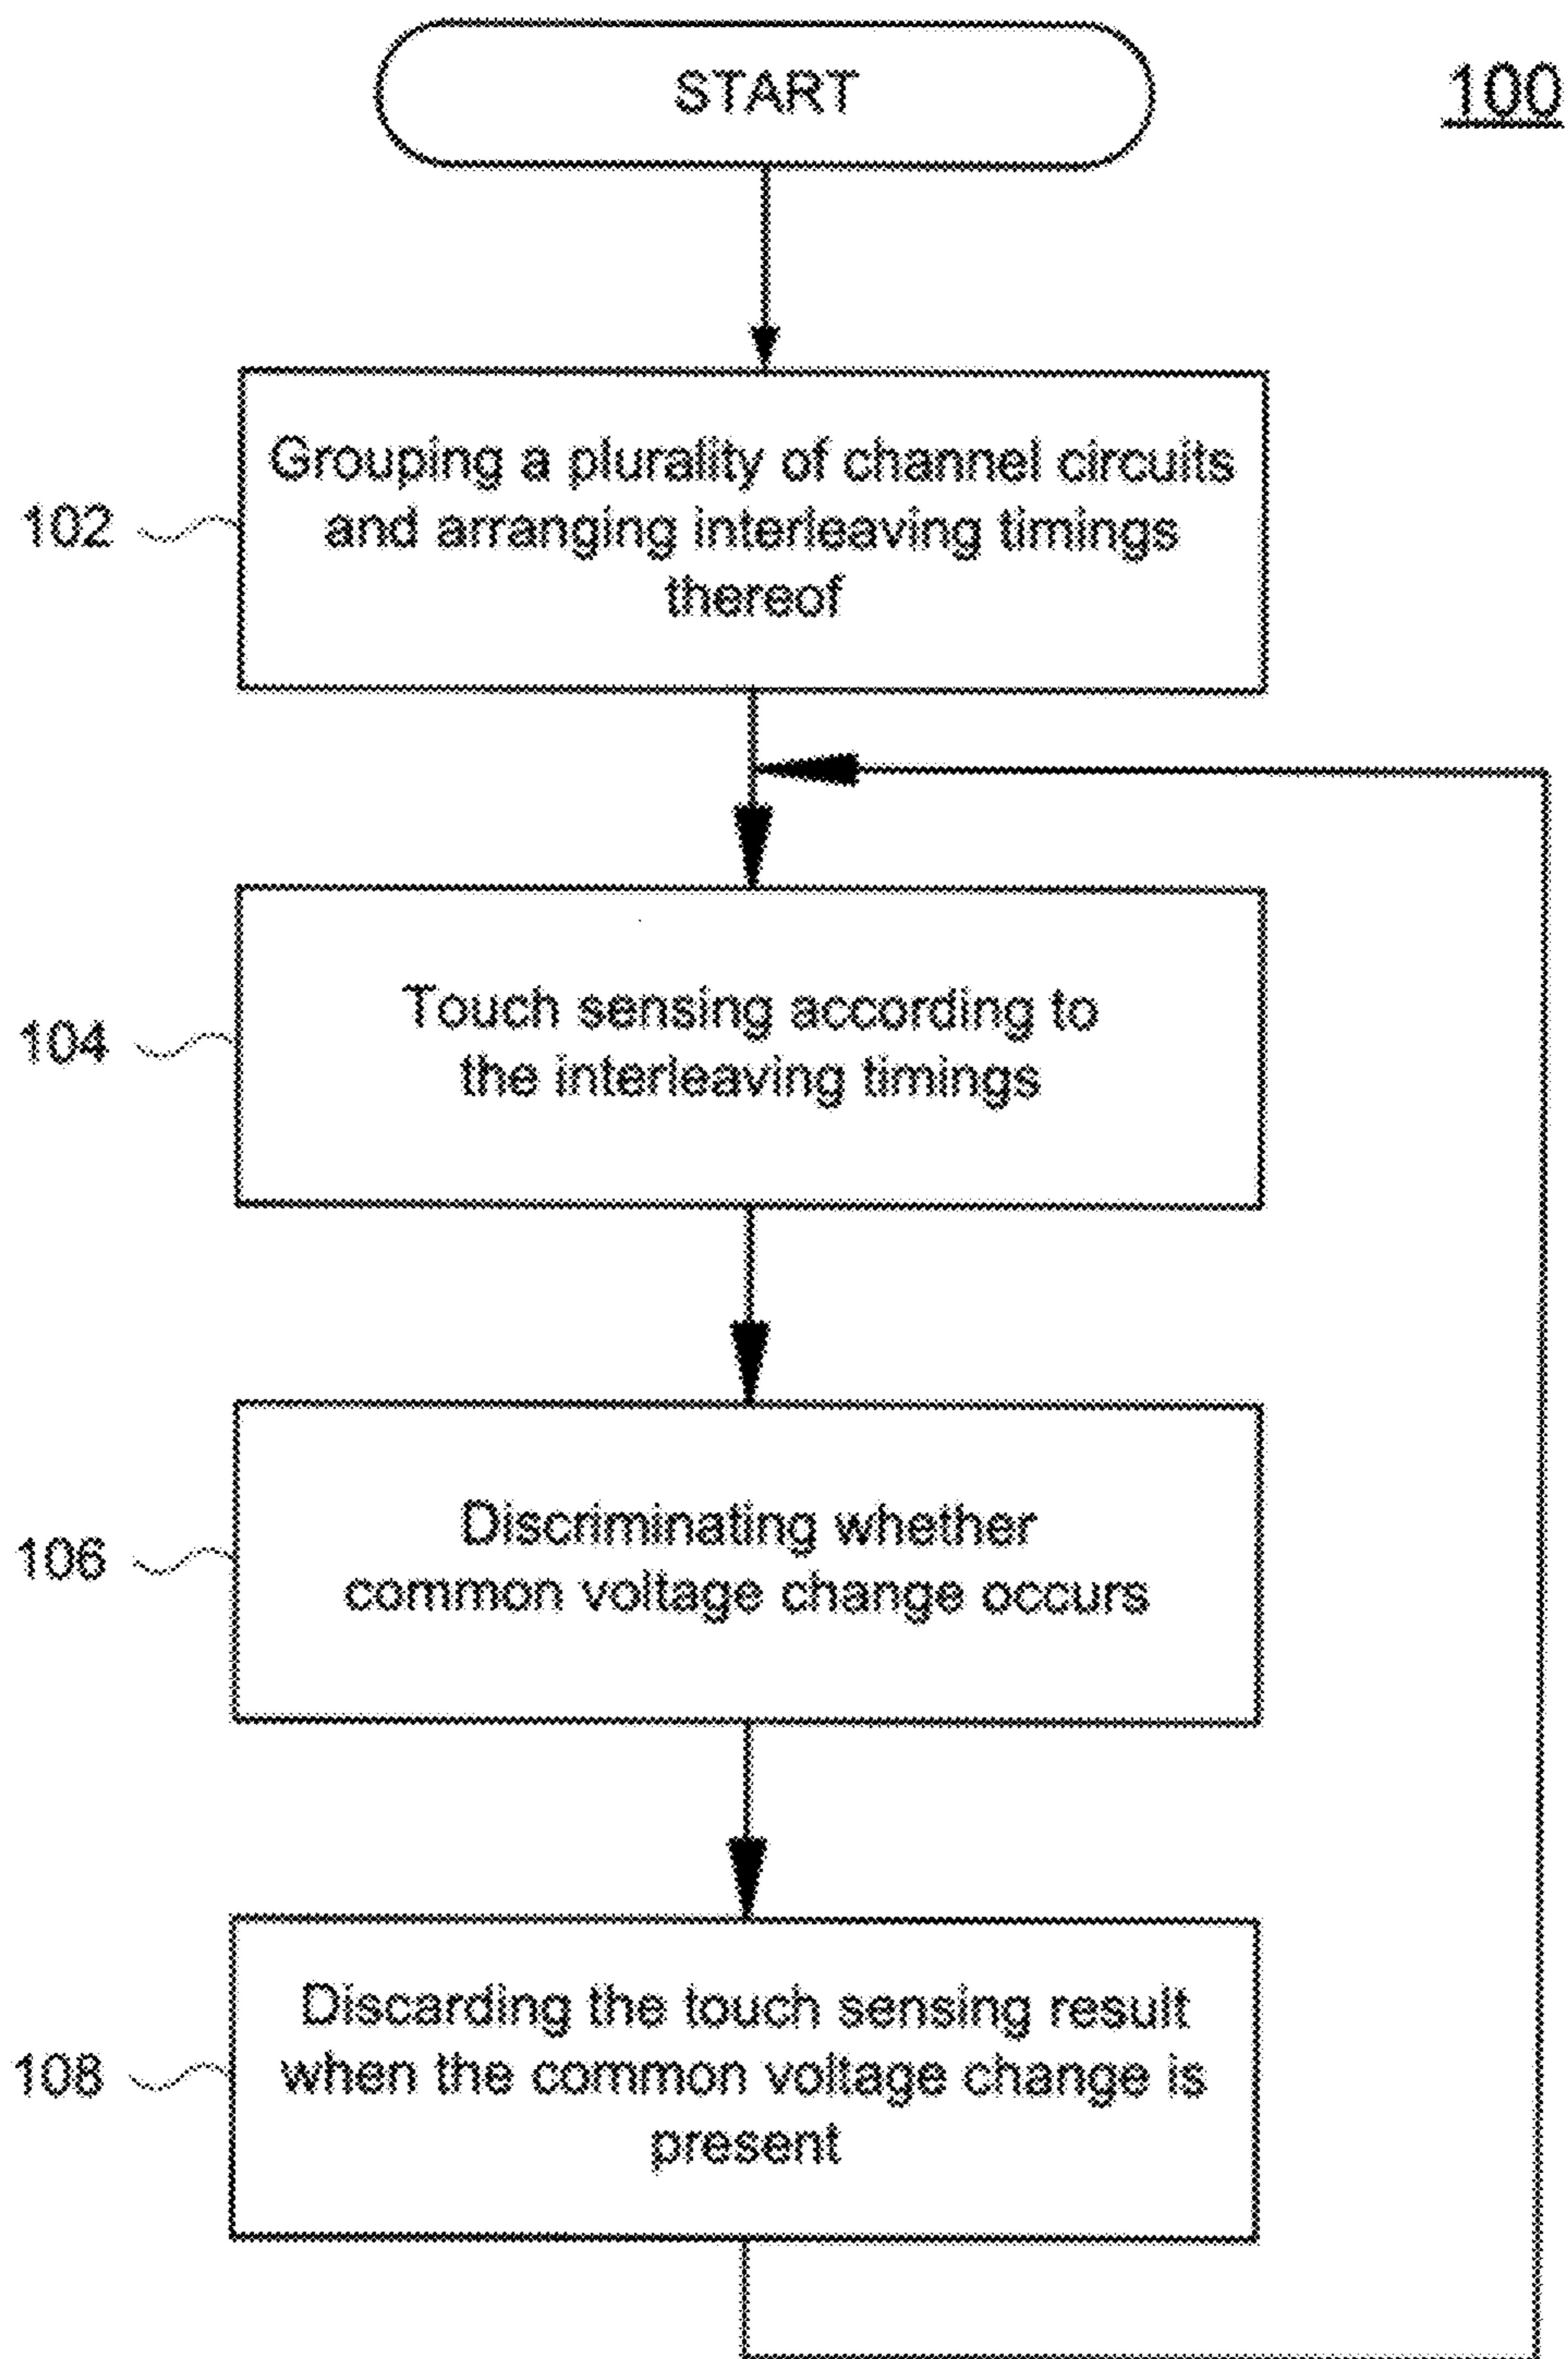 START
100
Grouping a plurality of channel circuits
and arranging interleaving timings
thereof
102
Touch sensing according to
the interleaving timings
104
Discriminating whether
common voltage change occurs
106
Discarding the touch sensing result
when the common voltage change is
present
108